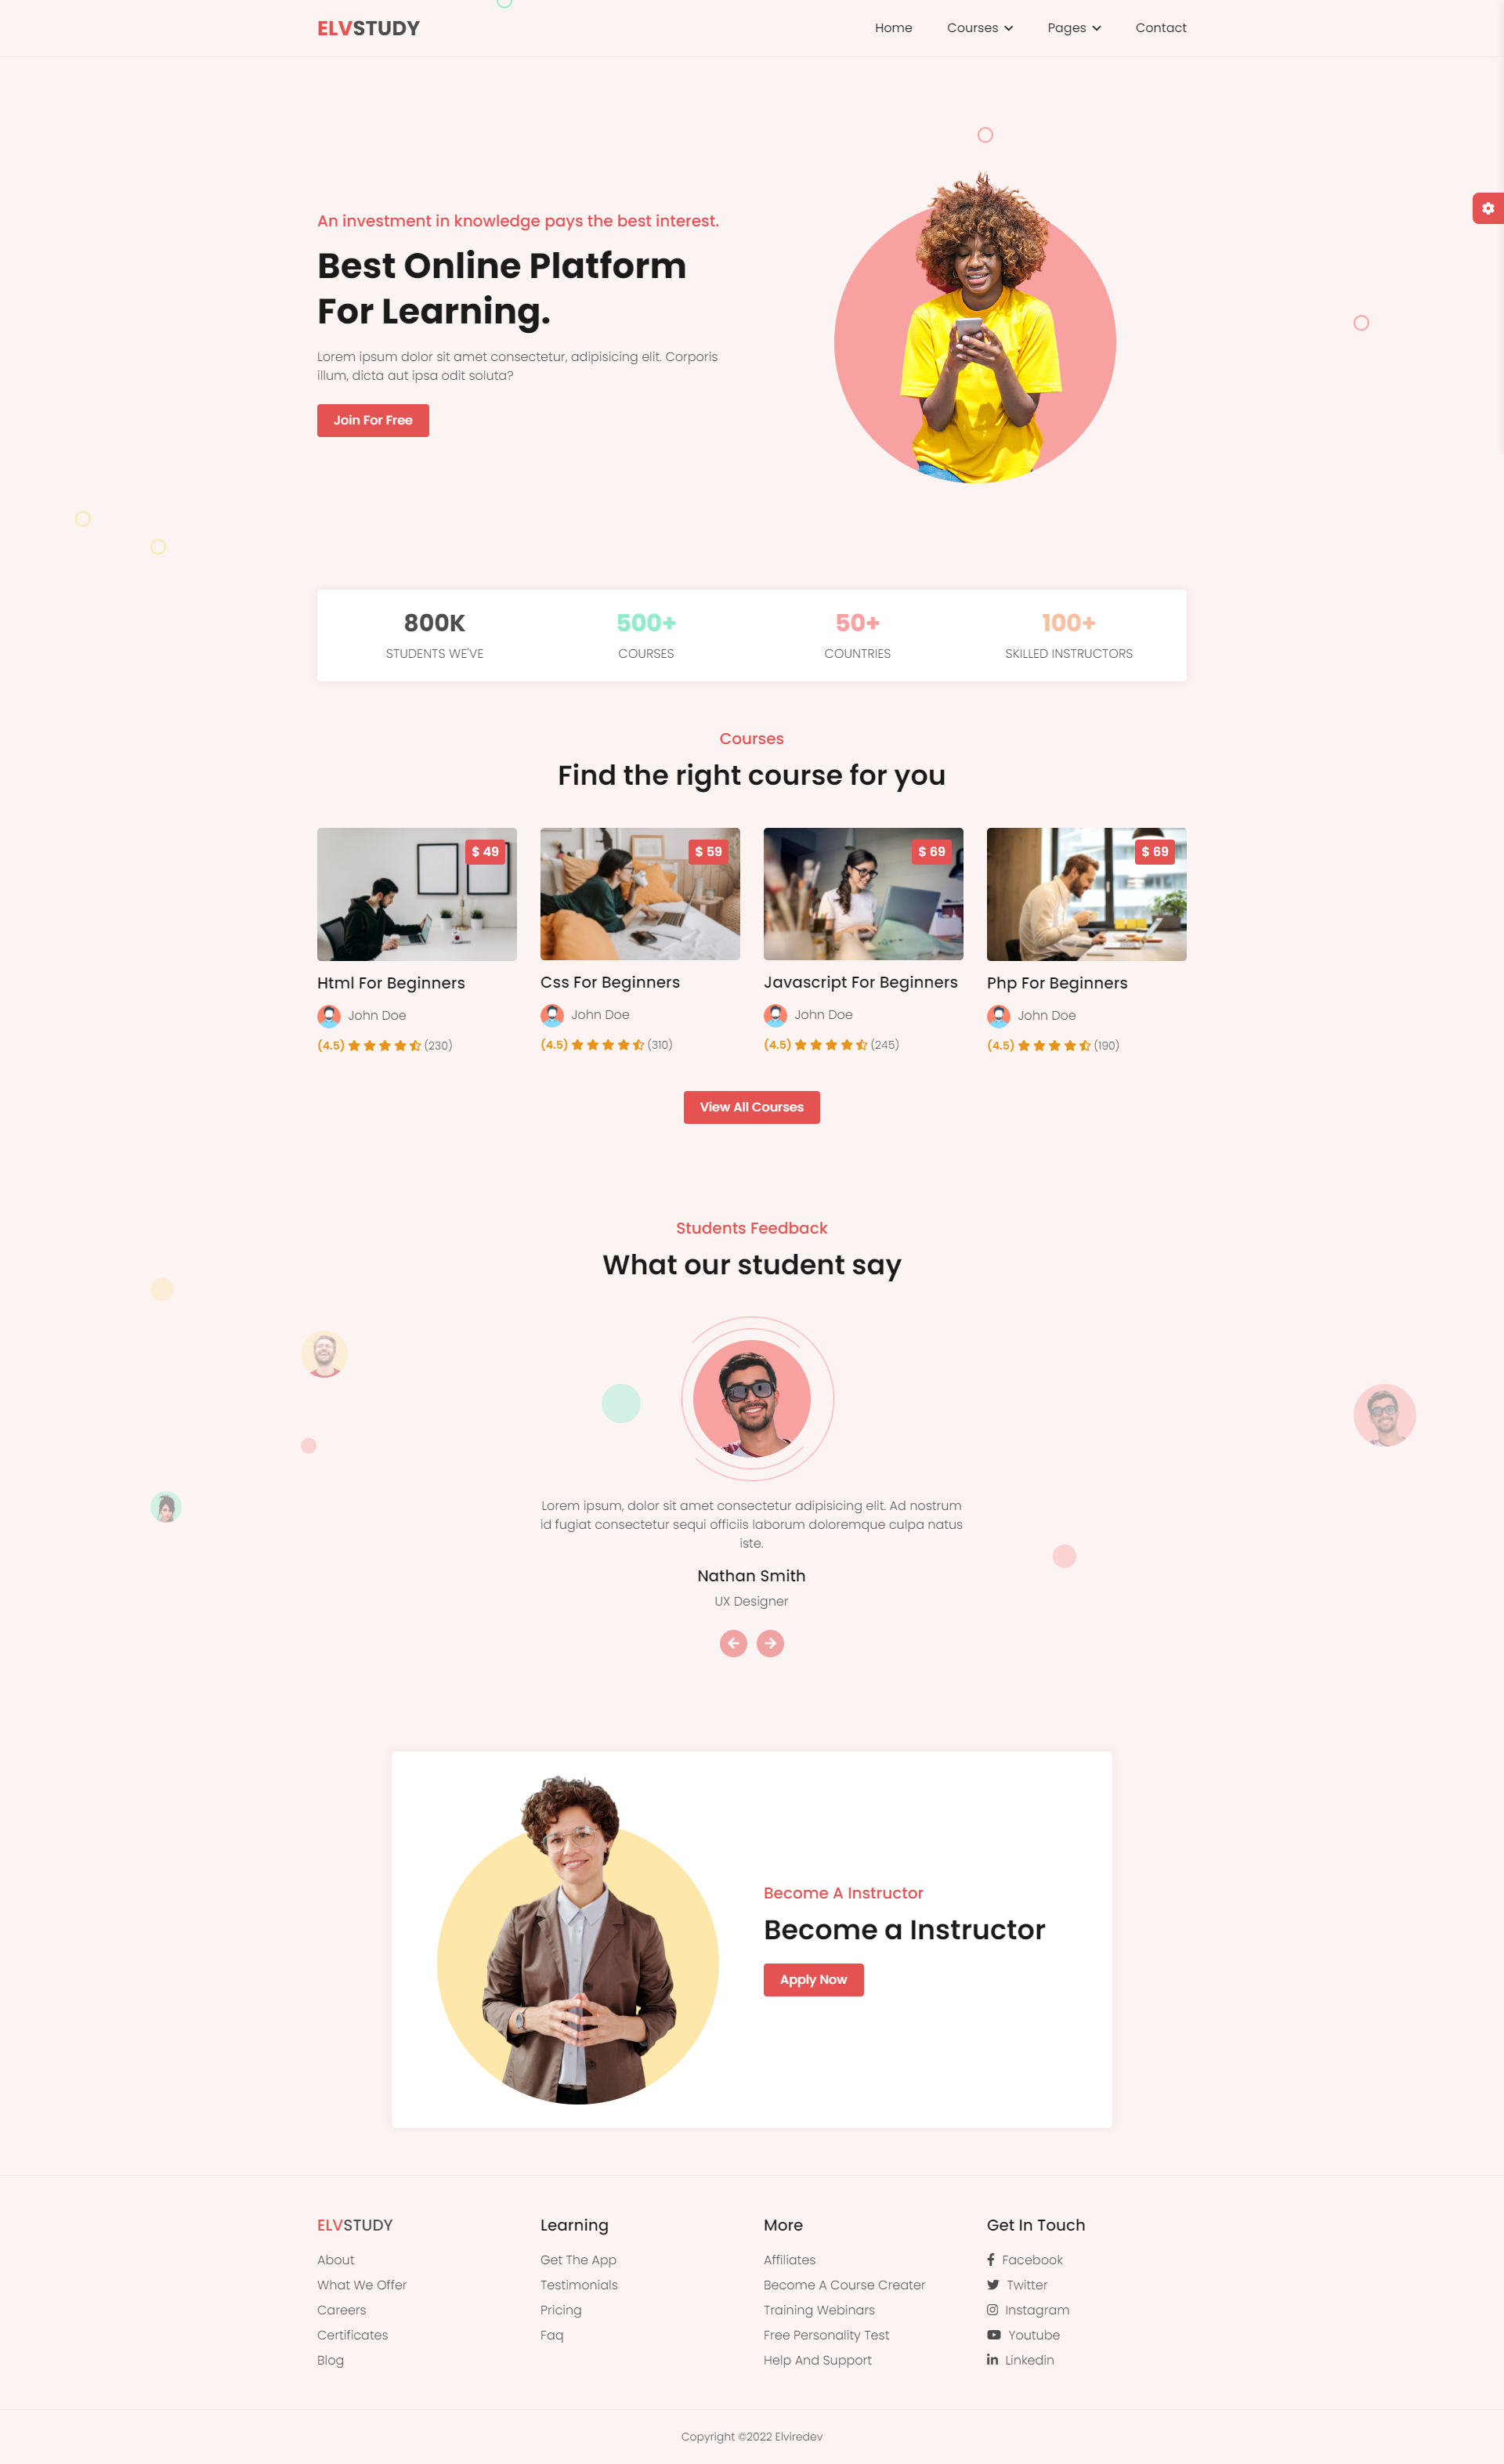 ELVSTUDY
Home Courses Pages Contact
An investment in knowledge pays the best interest.
Best Online Platform
For Learning.
Lorem ipsum dolor sit amet consectetur, adipisicing elit. Corporis
illum, dicta aut ipsa odit soluta?
Join For Free
800K 500+ 50+ 100+
STUDENTS WE'VE COURSES COUNTRIES SKILLED INSTRUCTORS
Courses
Find the right course for you
$ 49 $ 59 $ 69 $ 69
Html For Beginners Css For Beginners Javascript For Beginners Php For Beginners
John Doe John Doe John Doe John Doe
(4.5) (230) (4.5) (310) (4.5) (245) (4.5) (190)
View All Courses
Students Feedback
What our student say
Lorem ipsum, dolor sit amet consectetur adipisicing elit. Ad nostrum
id fugiat consectetur sequi officiis laborum doloremque culpa natus
iste.
Nathan Smith
UX Designer
Become A Instructor
Become a Instructor
Apply Now
ELVSTUDY
About
What We Offer
Careers
Certificates
Blog
Learning
Get The App
Testimonials
Pricing
Faq
More
Affiliates
Become A Course Creater
Training Webinars
Free Personality Test
Help And Support
Get In Touch
Facebook
Twitter
Instagram
Youtube
Linkedin
Copyright ©2022 Elviredev